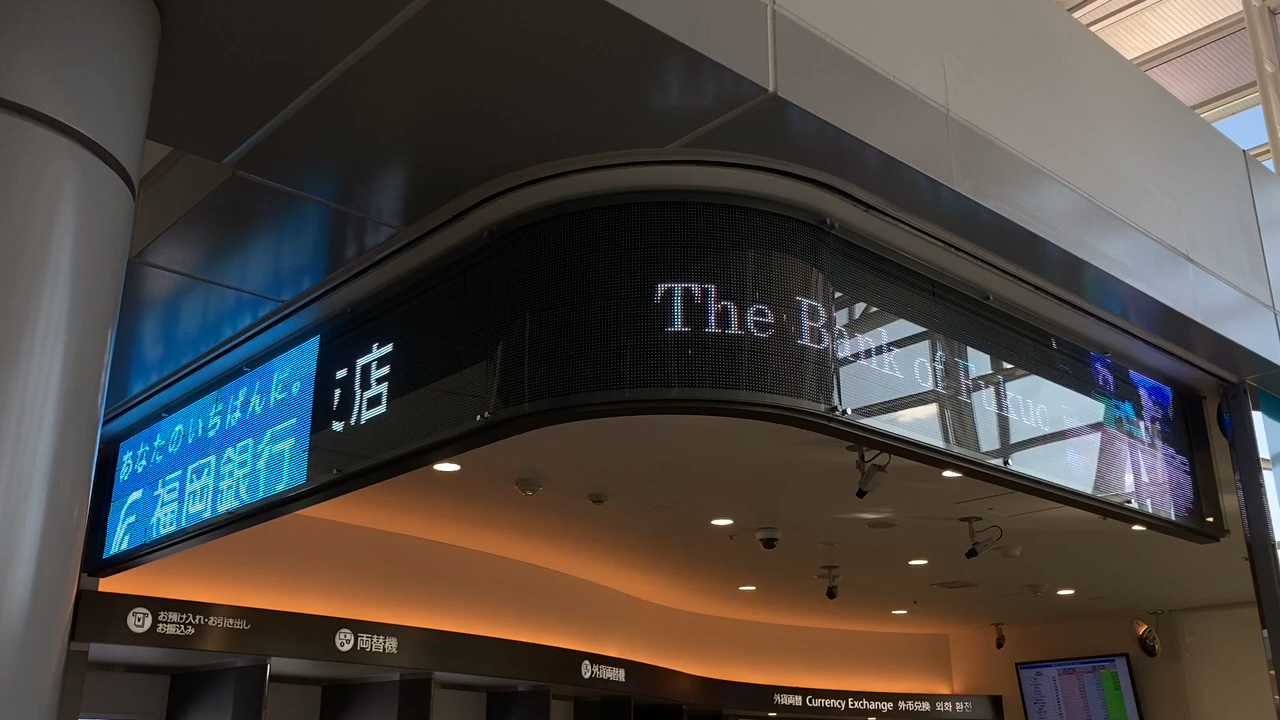 あなたのいちばんに。
福岡銀行
店
The Bank of Fukuo
お預け入れ・お引き出し
お振込み
両替機
外貨両替機
外貨両替 Currency Exchange 外币兑换 외화 환전